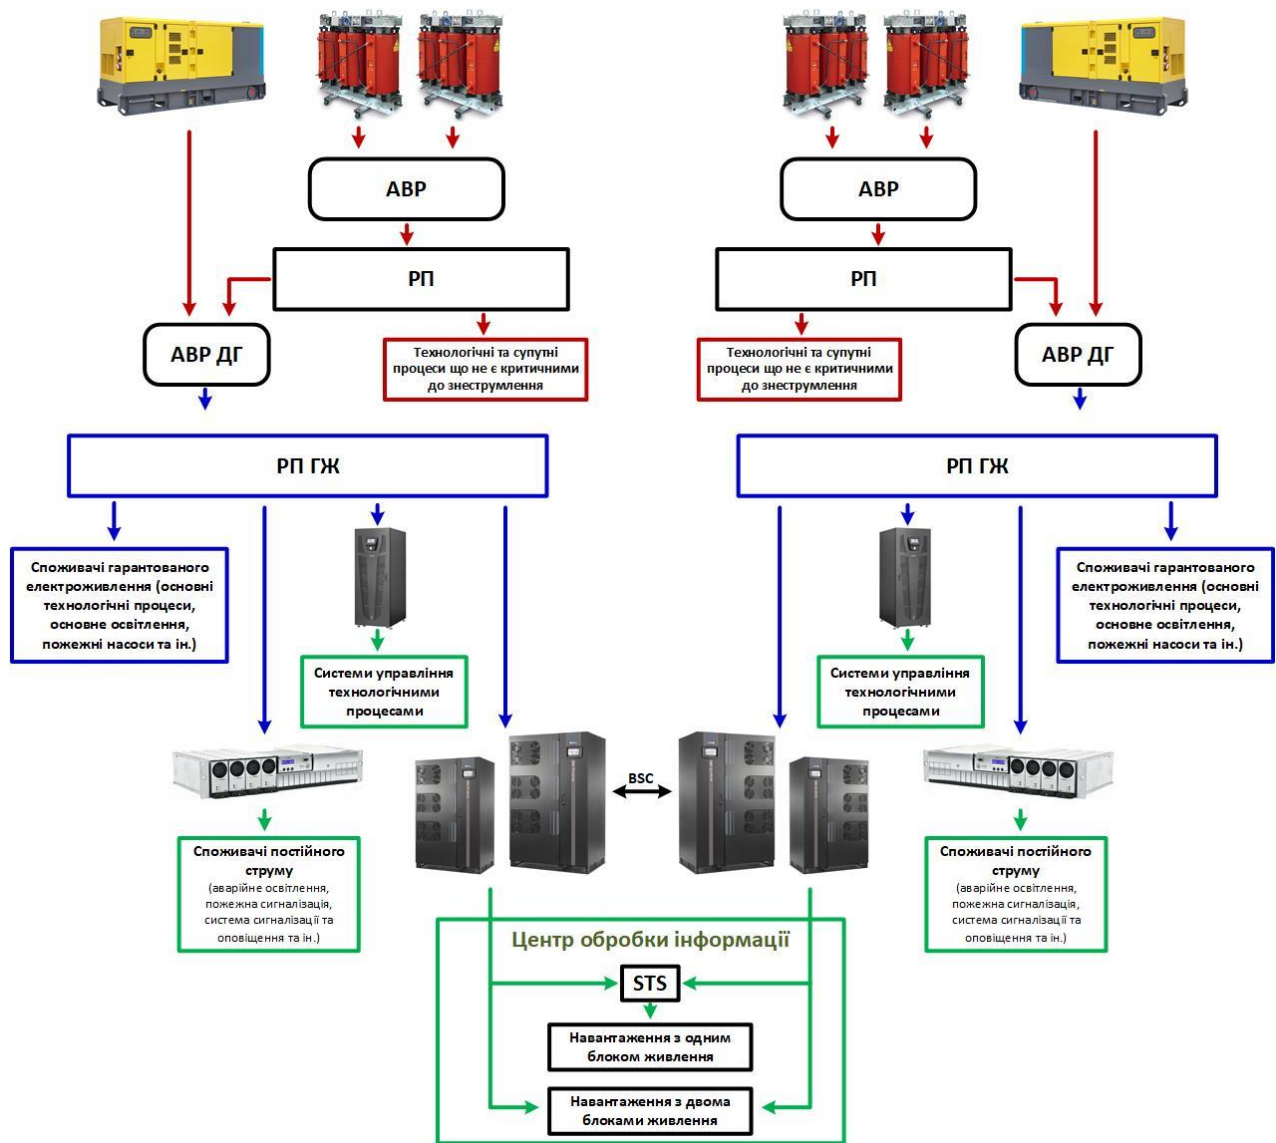 АВР
АВР
РП
РП
АВР ДГ
Технологічні та супутні
процеси що не є критичними
до знеструмлення
Технологічні та супутні
процеси що не є критичними
до знеструмлення
АВР ДГ
РП ГЖ
РП ГЖ
Споживачі гарантованого
електроживлення (основні
технологічні процеси,
основне освітлення,
пожежні насоси та ін.)
Споживачі гарантованого
електроживлення (основні
технологічні процеси,
основне освітлення,
пожежні насоси та ін.)
Системи управління
технологічними
процесами
Системи управління
технологічними
процесами
BSC
Споживачі постійного
струму
(аварійне освітлення,
пожежна сигналізація,
система сигналізації та
оповіщення та ін.)
Споживачі постійного
струму
(аварійне освітлення,
пожежна сигналізація,
система сигналізації та
оповіщення та ін.)
Центр обробки інформації
STS
Навантаження з одним
блоком живлення
Навантаження з двома
блоками живлення